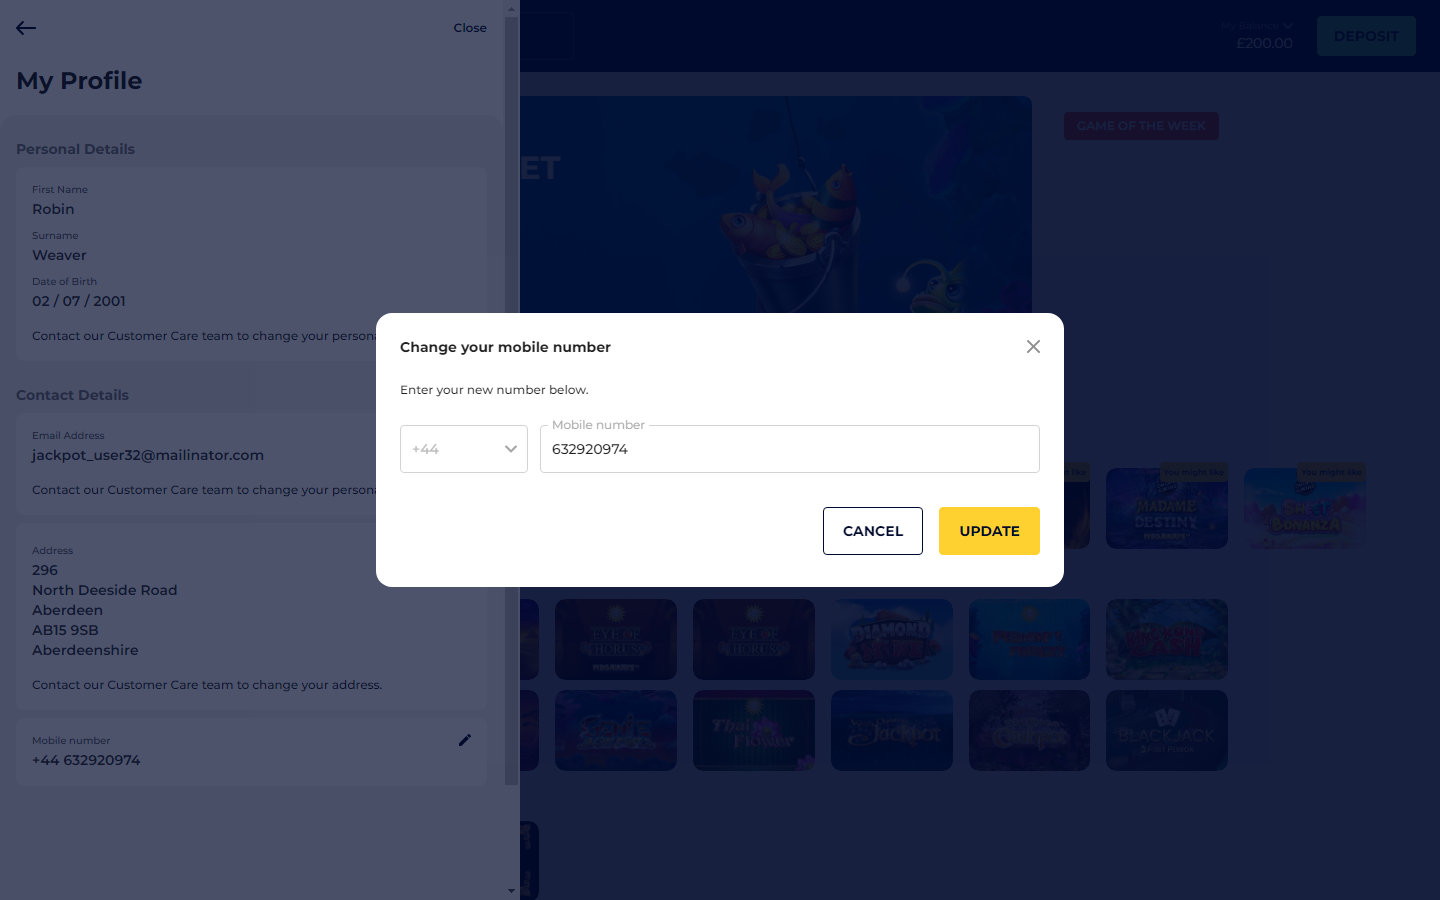 Close
My Balance
£200.00
DEPOSIT
My Profile
GAME OF THE WEEK
Personal Details
ET
First Name
Robin
Surname
Weaver
Date of Birth
02 / 07 / 2001
Contact our Customer Care team to change your persona
Change your mobile number
Enter your new number below.
Contact Details
Mobile number
+44
632920974
Email Address
jackpot_user32@mailinator.com
You might like
You might like
MADAME
DESTINY
MEGAWAYS
SWEET
BONANZA
Contact our Customer Care team to change your persona
CANCEL
UPDATE
Address
296
North Deeside Road
Aberdeen
AB15 9SB
Aberdeenshire
EYE OF
HORUS
MEGAWAYS
EYE OF
HORUS
DIAMOND
MINE
Contact our Customer Care team to change your address.
Thai
Flower
Jackpot
BLACKJACK
Mobile number
+44 632920974